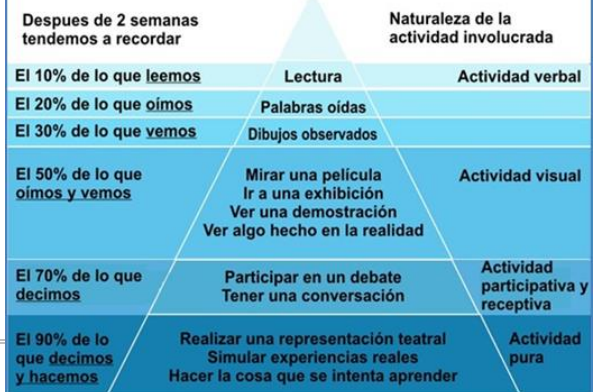 Despues de 2 semanas
tendemos a recordar
Naturaleza de la
actividad involucrada
El 10% de lo que leemos
Lectura
Actividad verbal
El 20% de lo que oímos
Palabras oídas
El 30% de lo que vemos
Dibujos observados
El 50% de lo que
oímos y vemos
Mirar una película
Ir a una exhibición
Ver una demostración
Ver algo hecho en la realidad
Actividad visual
El 70% de lo que
decimos
Participar en un debate
Tener una conversación
Actividad
participativa y
receptiva
El 90% de lo
que decimos
y hacemos
Realizar una representación teatral
Simular experiencias reales
Hacer la cosa que se intenta aprender
Actividad
pura